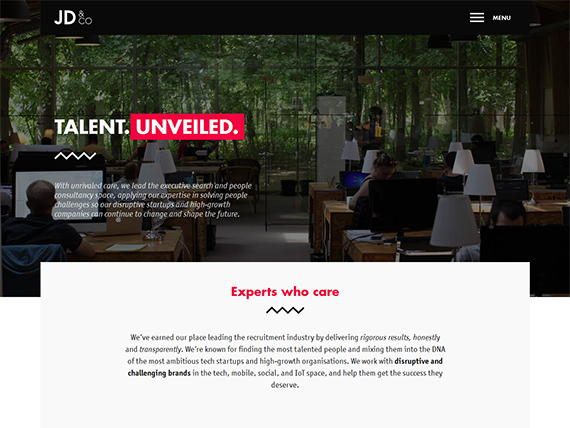 JD & CO
MENU
TALENT. UNVEILED.
With unrivaled care, we lead the executive search and people
consultancy space, applying our expertise in solving people
challenges so our disruptive startups and high-growth
companies can continue to change and shape the future.
Experts who care
We've earned our place leading the recruitment industry by delivering rigorous results, honestly
and transparently. We're known for finding the most talented people and mixing them into the DNA
of the most ambitious tech startups and high-growth organisations. We work with disruptive and
challenging brands in the tech, mobile, social, and IoT space, and help them get the success they
deserve.